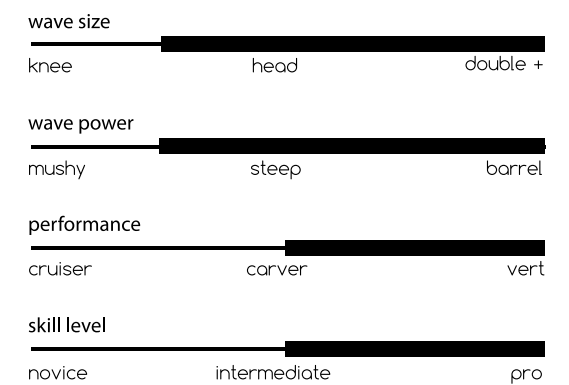 wave size
knee head double +
wave power
mushy steep barrel
performance
cruiser carver vert
skill level
novice intermediate pro